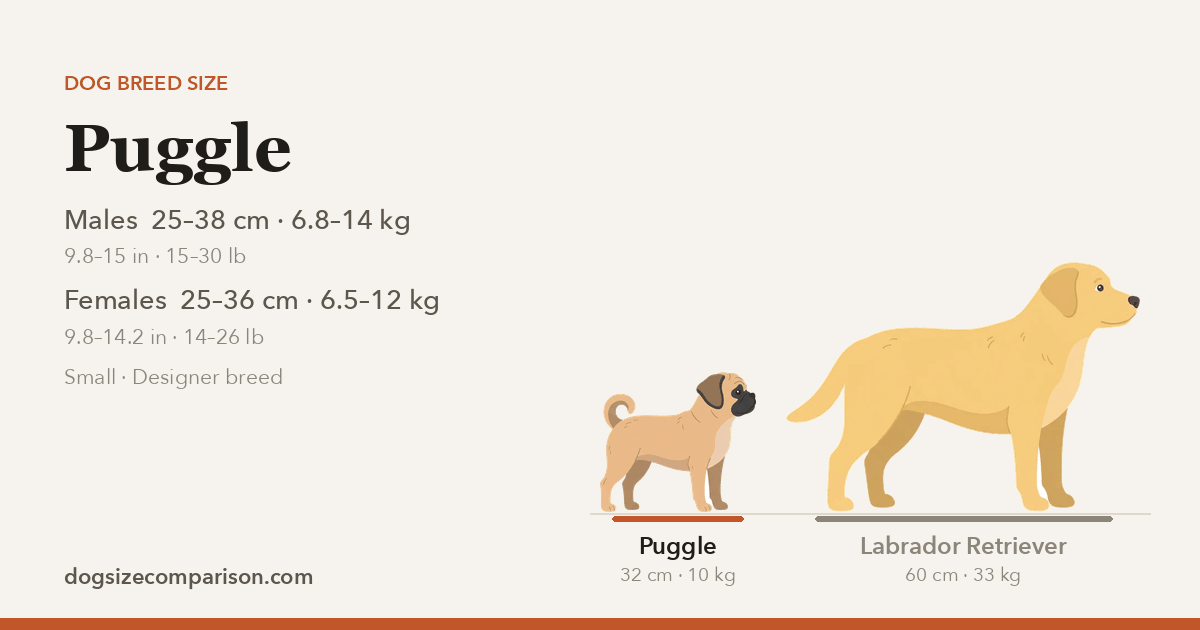 DOG BREED SIZE
Puggle
Males 25–38 cm · 6.8–14 kg
9.8–15 in · 15–30 lb
Females 25–36 cm · 6.5–12 kg
9.8–14.2 in · 14–26 lb
Small · Designer breed
Puggle
32 cm · 10 kg
Labrador Retriever
60 cm · 33 kg
dogsizecomparison.com